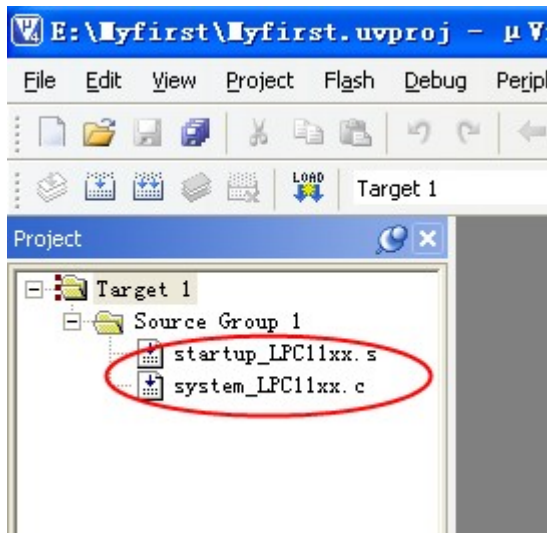 E:\Myfirst\Myfirst.uvproj - µV
File Edit View Project Flash Debug
LOAD
Target 1
Project
Target 1
Source Group 1
startup_LPC11xx.s
system_LPC11xx.c